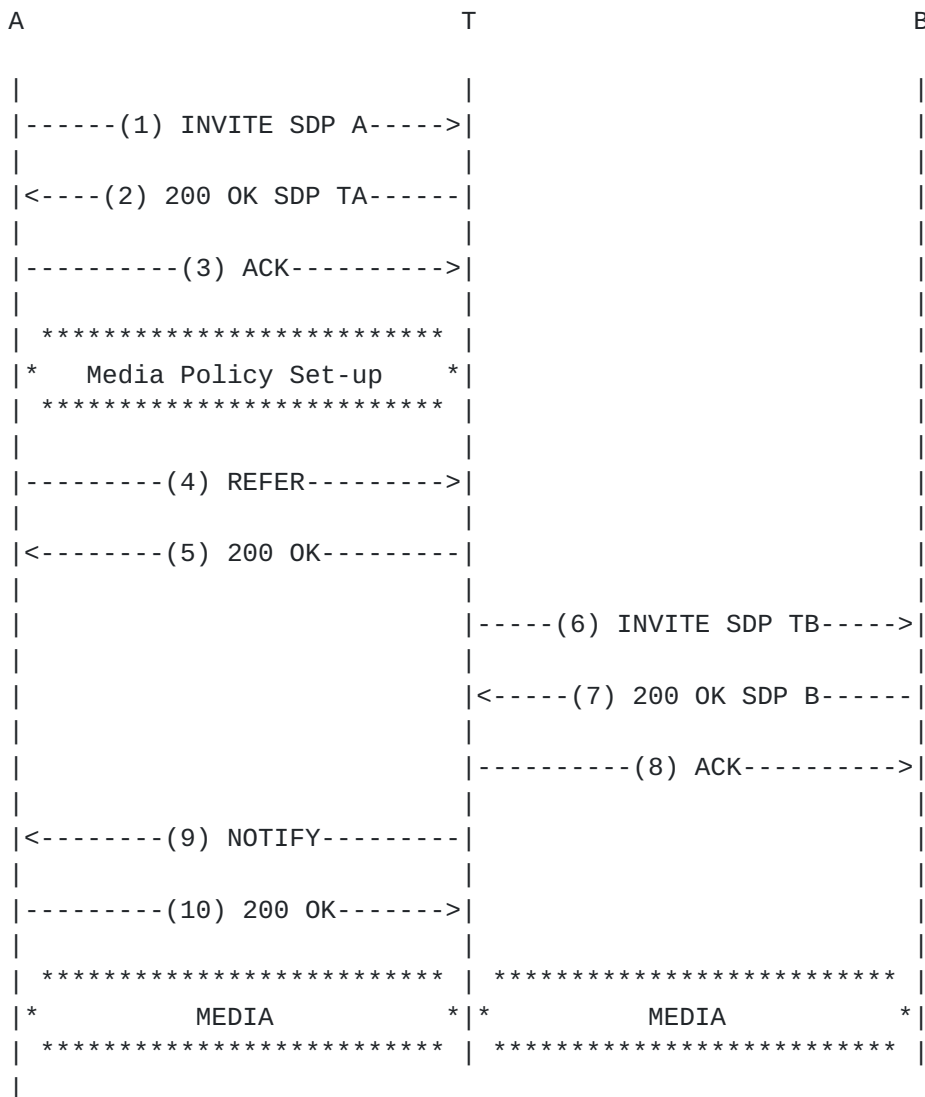 A                            T                            B
|                            |                            |
|------(1) INVITE SDP A----->|                            |
|                            |                            |
|<----(2) 200 OK SDP TA------|                            |
|                            |                            |
|----------(3) ACK---------->|                            |
|                            |                            |
| ************************** |                            |
|*   Media Policy Set-up    *|                            |
| ************************** |                            |
|                            |                            |
|---------(4) REFER--------->|                            |
|                            |                            |
|<--------(5) 200 OK---------|                            |
|                            |                            |
|                            |-----(6) INVITE SDP TB----->|
|                            |                            |
|                            |<-----(7) 200 OK SDP B------|
|                            |                            |
|                            |----------(8) ACK---------->|
|                            |                            |
|<--------(9) NOTIFY---------|                            |
|                            |                            |
|---------(10) 200 OK------->|                            |
|                            |                            |
| ************************** | ************************** |
|*          MEDIA           *|*          MEDIA           *|
| ************************** | ************************** |
|